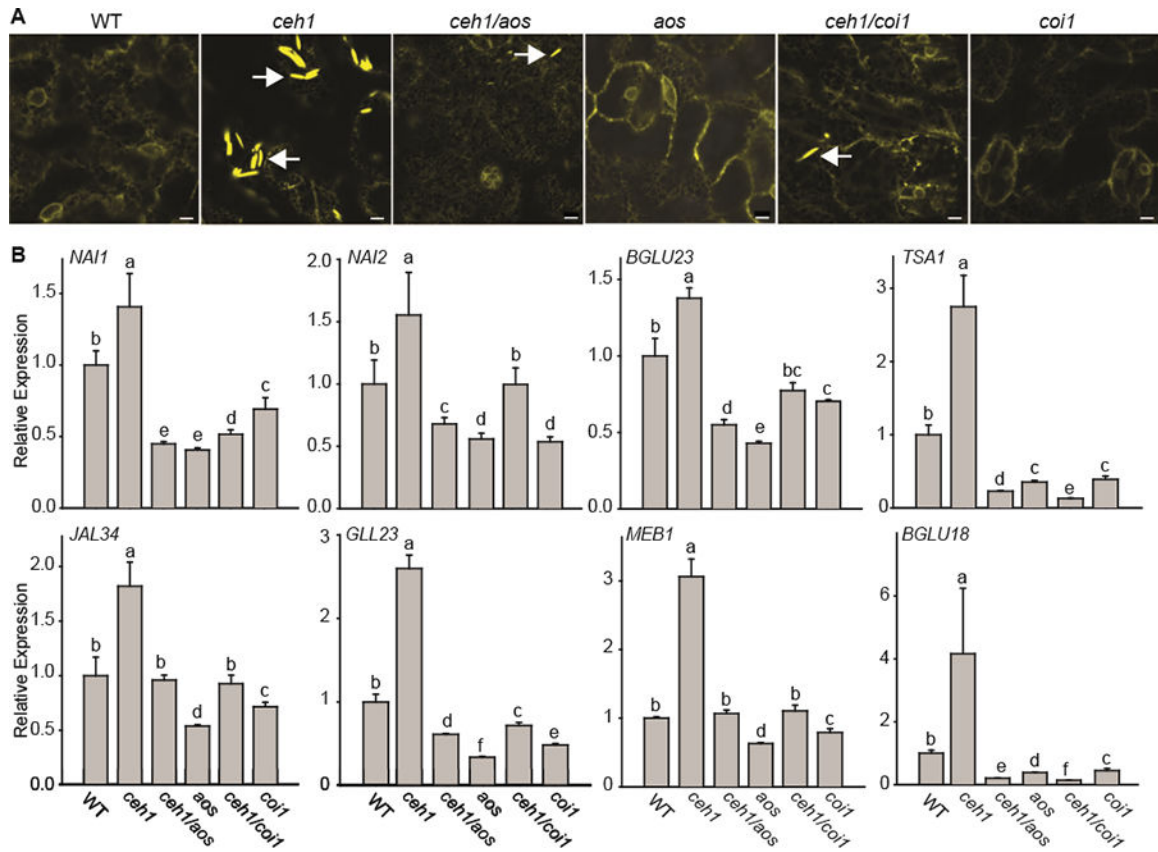 A
WT ceh1 ceh1/aos aos ceh1/coi1 coi1
B
NAI1
Relative Expression
1.5
1.0
0.5
0.0
b a e e d c
NAI2
2.0
1.5
1.0
0.5
0.0
b a c d b d
BGLU23
1.5
1.0
0.5
0.0
b a d e bc c
TSA1
3
2
1
0
b a d c e c
JAL34
Relative Expression
2.0
1.5
1.0
0.5
0.0
b a b d b c
WT ceh1 ceh1/aos aos ceh1/coi1 coi1
GLL23
3
2
1
0
b a d f c e
WT ceh1 ceh1/aos aos ceh1/coi1 coi1
MEB1
3
2
1
0
b a b d b c
WT ceh1 ceh1/aos aos ceh1/coi1 coi1
BGLU18
6
4
2
0
b a e d f c
WT ceh1 ceh1/aos aos ceh1/coi1 coi1